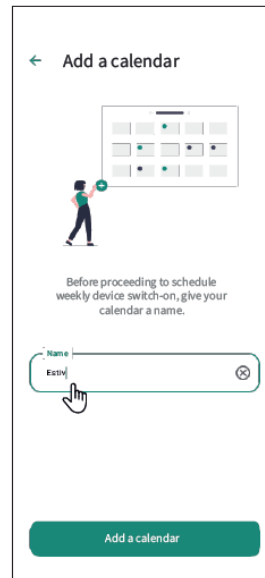 Add a calendar
Before proceeding to schedule
weekly device switch-on, give your
calendar a name.
Name
Estiv
Add a calendar